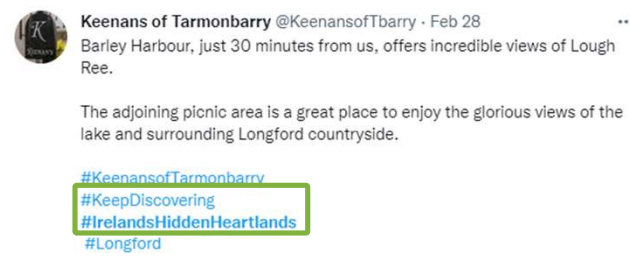 Keenans of Tarmonbarry @KeenansofTbarry · Feb 28
Barley Harbour, just 30 minutes from us, offers incredible views of Lough
Ree.
The adjoining picnic area is a great place to enjoy the glorious views of the
lake and surrounding Longford countryside.
#KeenansofTarmonbarry
#KeepDiscovering
#IrelandsHiddenHeartlands
#Longford
K
KEENAN'S